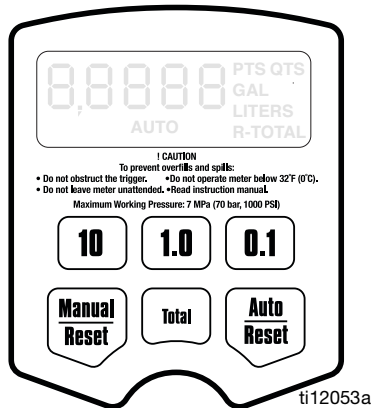 8,8888 PTS QTS
GAL
LITERS
AUTO R-TOTAL
! CAUTION
To prevent overfills and spills:
• Do not obstruct the trigger. •Do not operate meter below 32˚F (0˚C).
• Do not leave meter unattended. •Read instruction manual.
Maximum Working Pressure: 7 MPa (70 bar, 1000 PSI)
10 1.0 0.1
Manual
Reset
Total
Auto
Reset
ti12053a